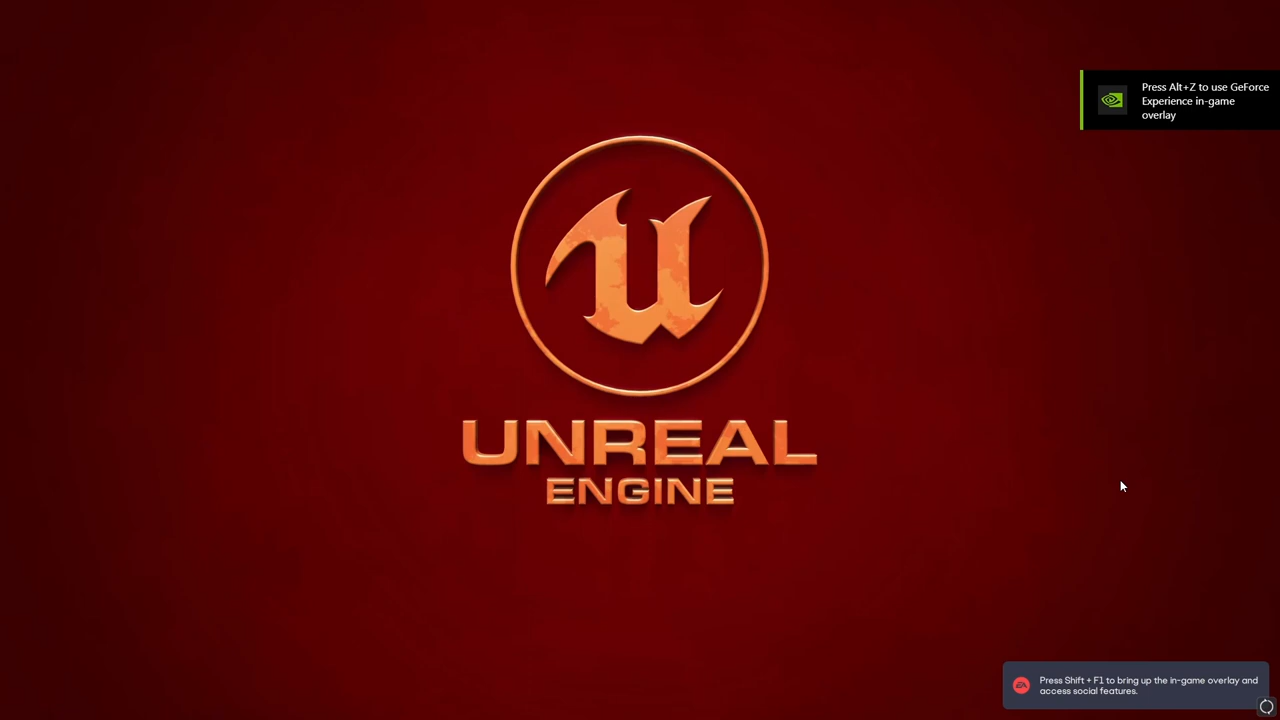 Press Alt+Z to use GeForce
Experience in-game
overlay
UNREAL
ENGINE
EA
Press Shift + F1 to bring up the in-game overlay and
access social features.